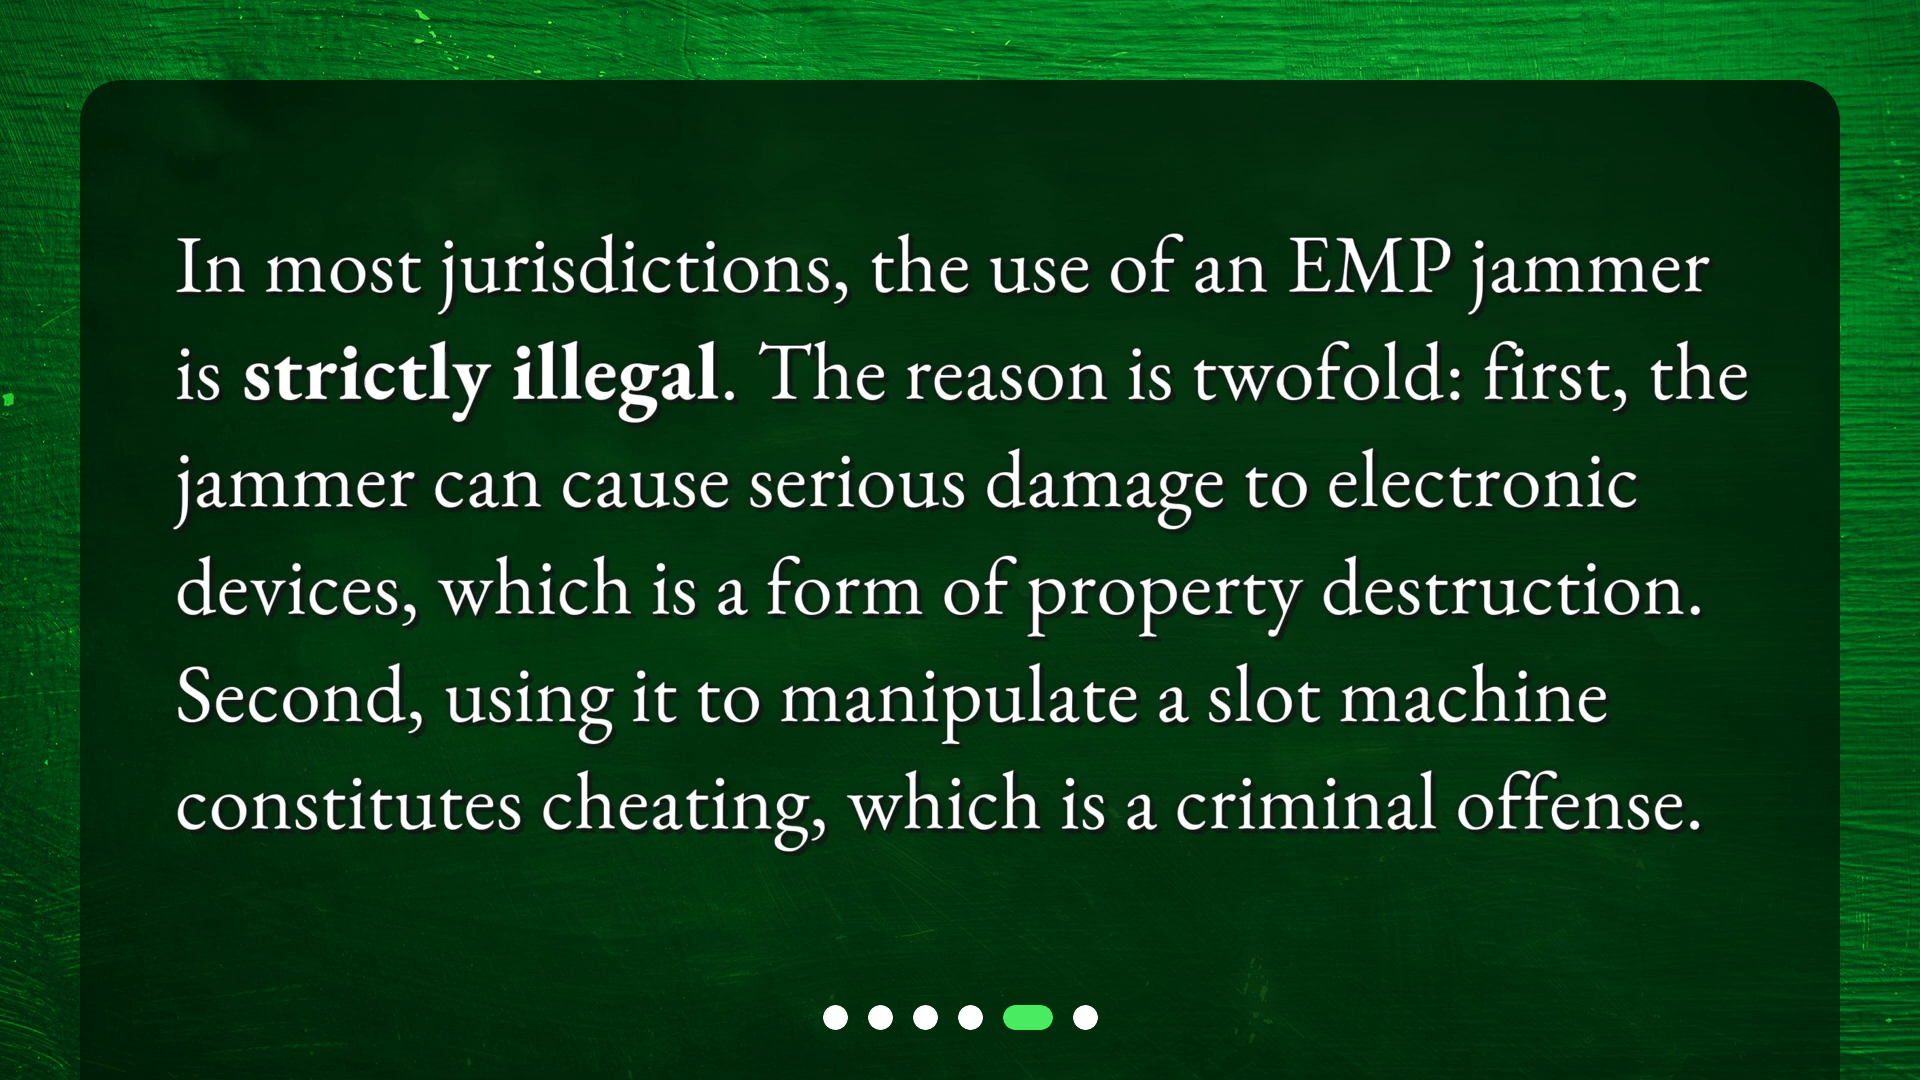 In most jurisdictions, the use of an EMP jammer
is strictly illegal. The reason is twofold: first, the
jammer can cause serious damage to electronic
devices, which is a form of property destruction.
Second, using it to manipulate a slot machine
constitutes cheating, which is a criminal offense.